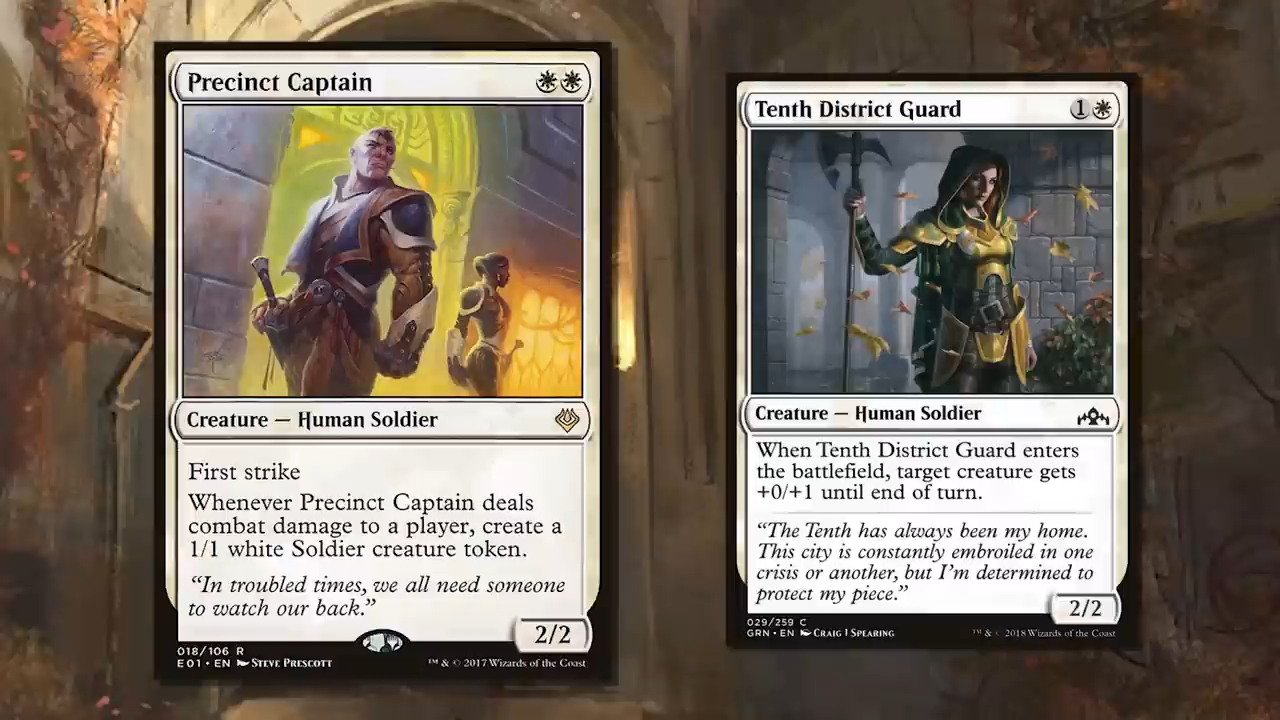 Precinct Captain
Creature — Human Soldier
First strike
Whenever Precinct Captain deals
combat damage to a player, create a
1/1 white Soldier creature token.
“In troubled times, we all need someone
to watch our back.”
2/2
018/106 R
E01 • EN Steve Prescott
™ & © 2017 Wizards of the Coast
Tenth District Guard
1
Creature — Human Soldier
When Tenth District Guard enters
the battlefield, target creature gets
+0/+1 until end of turn.
“The Tenth has always been my home.
This city is constantly embroiled in one
crisis or another, but I’m determined to
protect my piece.”
2/2
029/259 C
GRN • EN Craig J Spearing
™ & © 2018 Wizards of the Coast